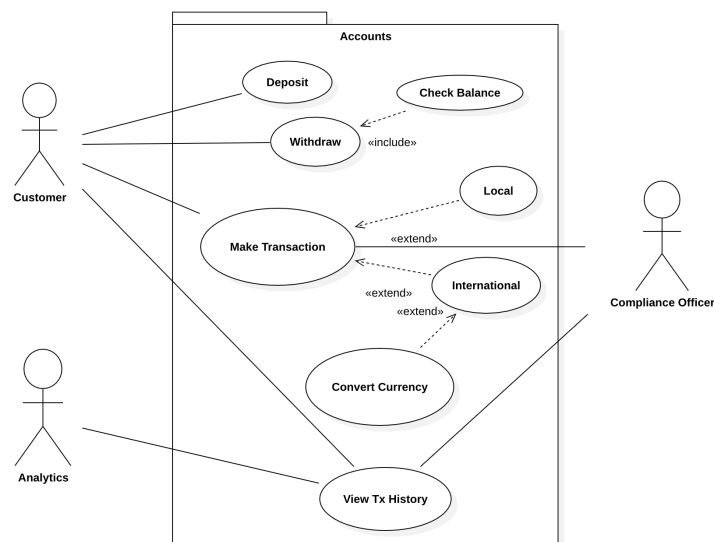 Accounts
Deposit
Check Balance
Withdraw
«include»
Customer
Local
Make Transaction
«extend»
International
«extend»
«extend»
Compliance Officer
Convert Currency
Analytics
View Tx History